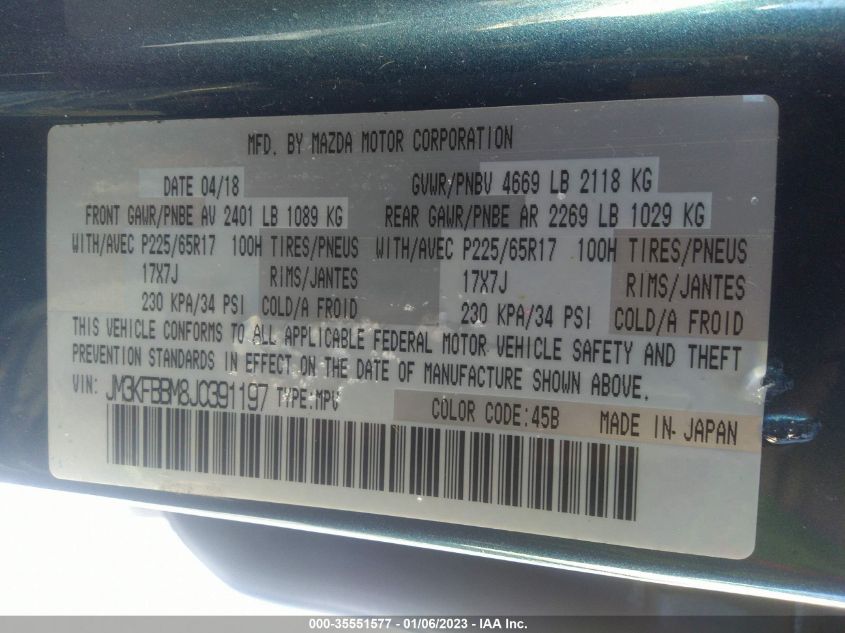 MFD. BY MAZDA MOTOR CORPORATION
DATE 04/18 GVWR/PNBV 4669 LB 2118 KG
FRONT GAWR/PNBE AV 2401 LB 1089 KG REAR GAWR/PNBE AR 2269 LB 1029 KG
WITH/AVEC P225/65R17 100H TIRES/PNEUS WITH/AVEC P225/65R17 100H TIRES/PNEUS
17X7J RIMS/JANTES 17X7J RIMS/JANTES
230 KPA/34 PSI COLD/A FROID 230 KPA/34 PSI COLD/A FROID
THIS VEHICLE CONFORMS TO ALL APPLICABLE FEDERAL MOTOR VEHICLE SAFETY AND THEFT
PREVENTION STANDARDS IN EFFECT ON THE DATE OF MANUFACTURE SHOWN ABOVE.
VIN: JM3KFBBM8J0391197 TYPE:MPV COLOR CODE:45B MADE IN JAPAN
000-35551577 - 01/06/2023 - IAA Inc.